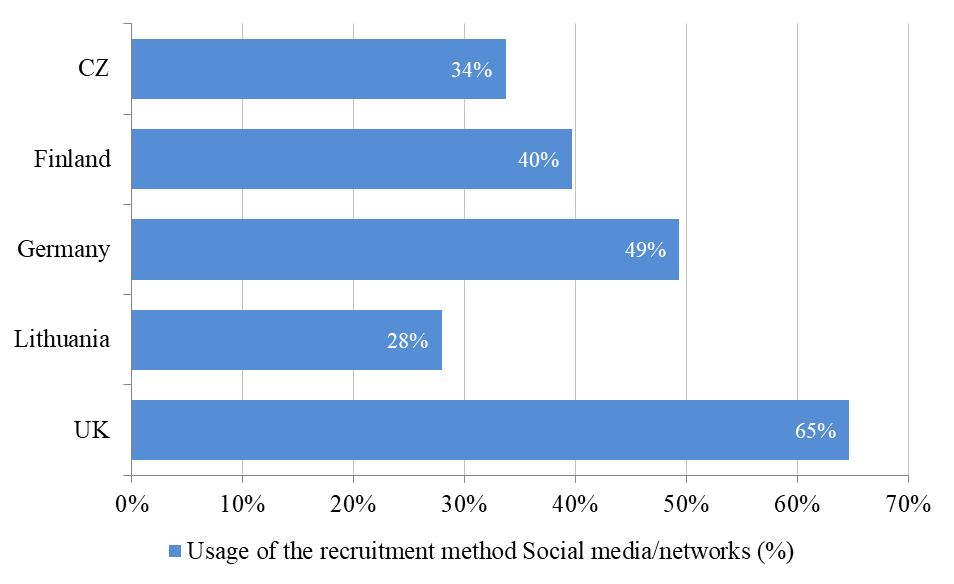 CZ
34%
Finland
40%
Germany
49%
Lithuania
28%
UK
65%
0% 10% 20% 30% 40% 50% 60% 70%
Usage of the recruitment method Social media/networks (%)